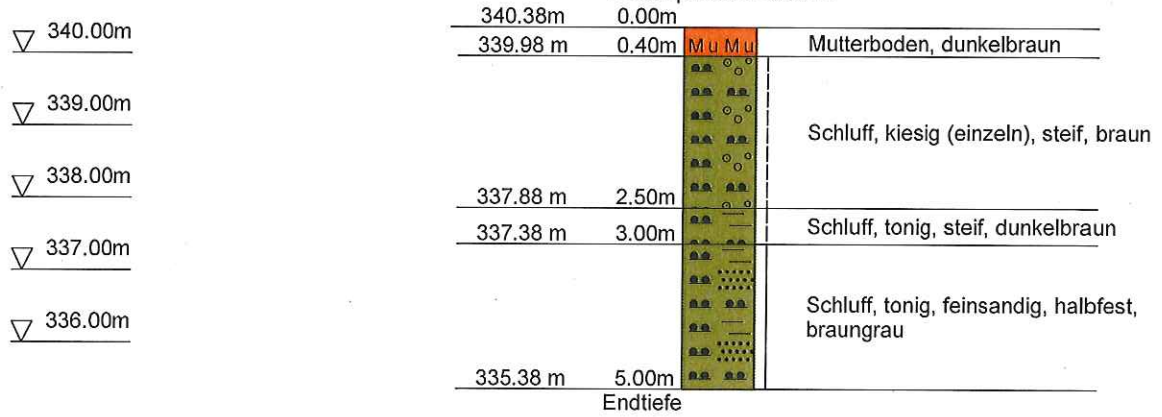 340.38m 0.00m
340.00m
339.98 m 0.40m Mu Mu Mutterboden, dunkelbraun
339.00m
Schluff, kiesig (einzeln), steif, braun
338.00m
337.88 m 2.50m
337.38 m 3.00m Schluff, tonig, steif, dunkelbraun
337.00m
Schluff, tonig, feinsandig, halbfest,
braungrau
336.00m
335.38 m 5.00m
Endtiefe